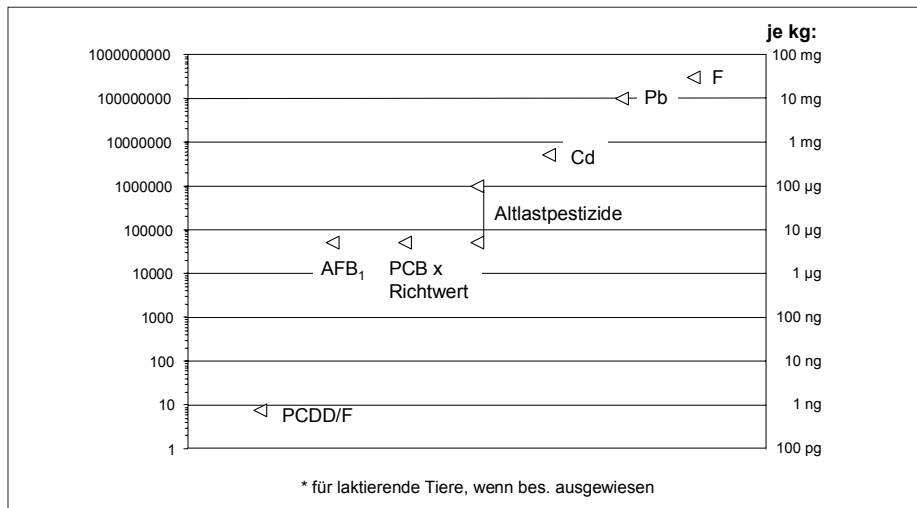 je kg:
1000000000
100 mg
F
100000000
Pb
10 mg
10000000
Cd
1 mg
1000000
100 µg
Altlastpestizide
100000
10 µg
AFB1
PCB x
Richtwert
10000
1 µg
1000
100 ng
100
10 ng
10
PCDD/F
1 ng
1
100 pg
* für laktierende Tiere, wenn bes. ausgewiesen